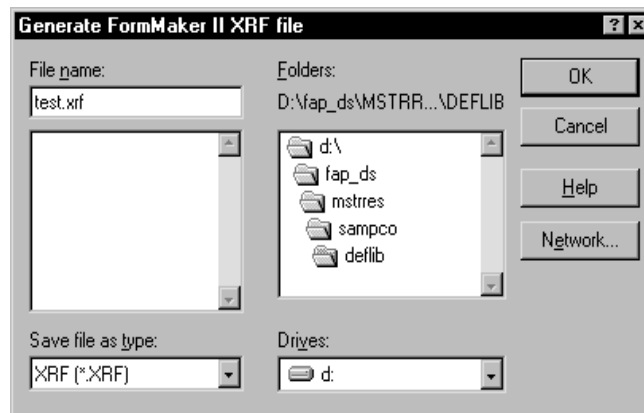 Generate FormMaker II XRF file
File name:
test.xrf
Save file as type:
XRF (*.XRF)
Folders:
D:\fap_ds\MSTRR...\DEFLIB
d:\
fap_ds
mstrres
sampco
deflib
Drives:
d:
OK
Cancel
Help
Network...